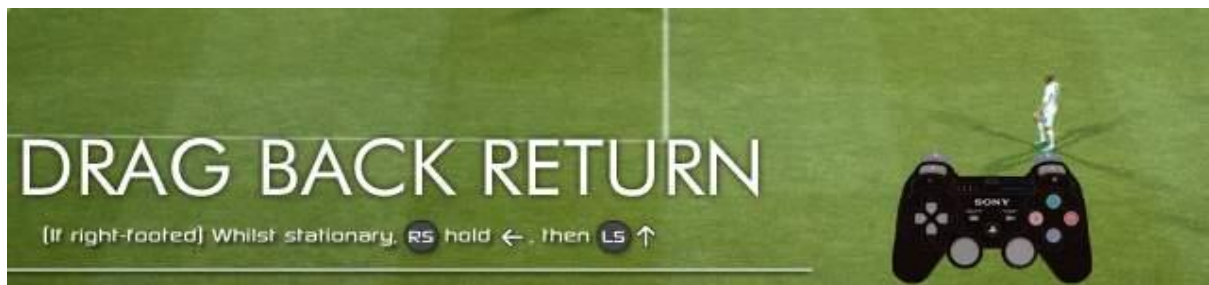 DRAG BACK RETURN
(If right-footed) Whilst stationary, RS hold ←, then LS ↑
SONY